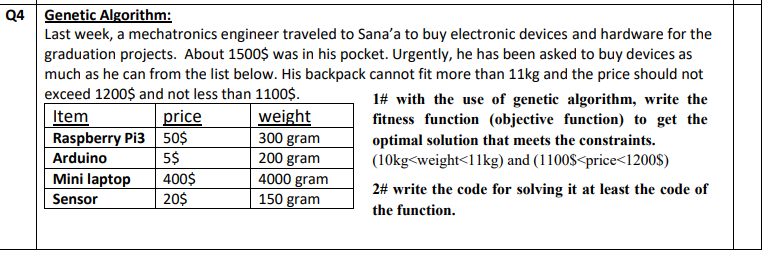 Q4 Genetic Algorithm:
Last week, a mechatronics engineer traveled to Sana’a to buy electronic devices and hardware for the
graduation projects. About 1500$ was in his pocket. Urgently, he has been asked to buy devices as
much as he can from the list below. His backpack cannot fit more than 11kg and the price should not
exceed 1200$ and not less than 1100$.
Item price weight
Raspberry Pi3 50$ 300 gram
Arduino 5$ 200 gram
Mini laptop 400$ 4000 gram
Sensor 20$ 150 gram
1# with the use of genetic algorithm, write the
fitness function (objective function) to get the
optimal solution that meets the constraints.
(10kg<weight<11kg) and (1100$<price<1200$)
2# write the code for solving it at least the code of
the function.